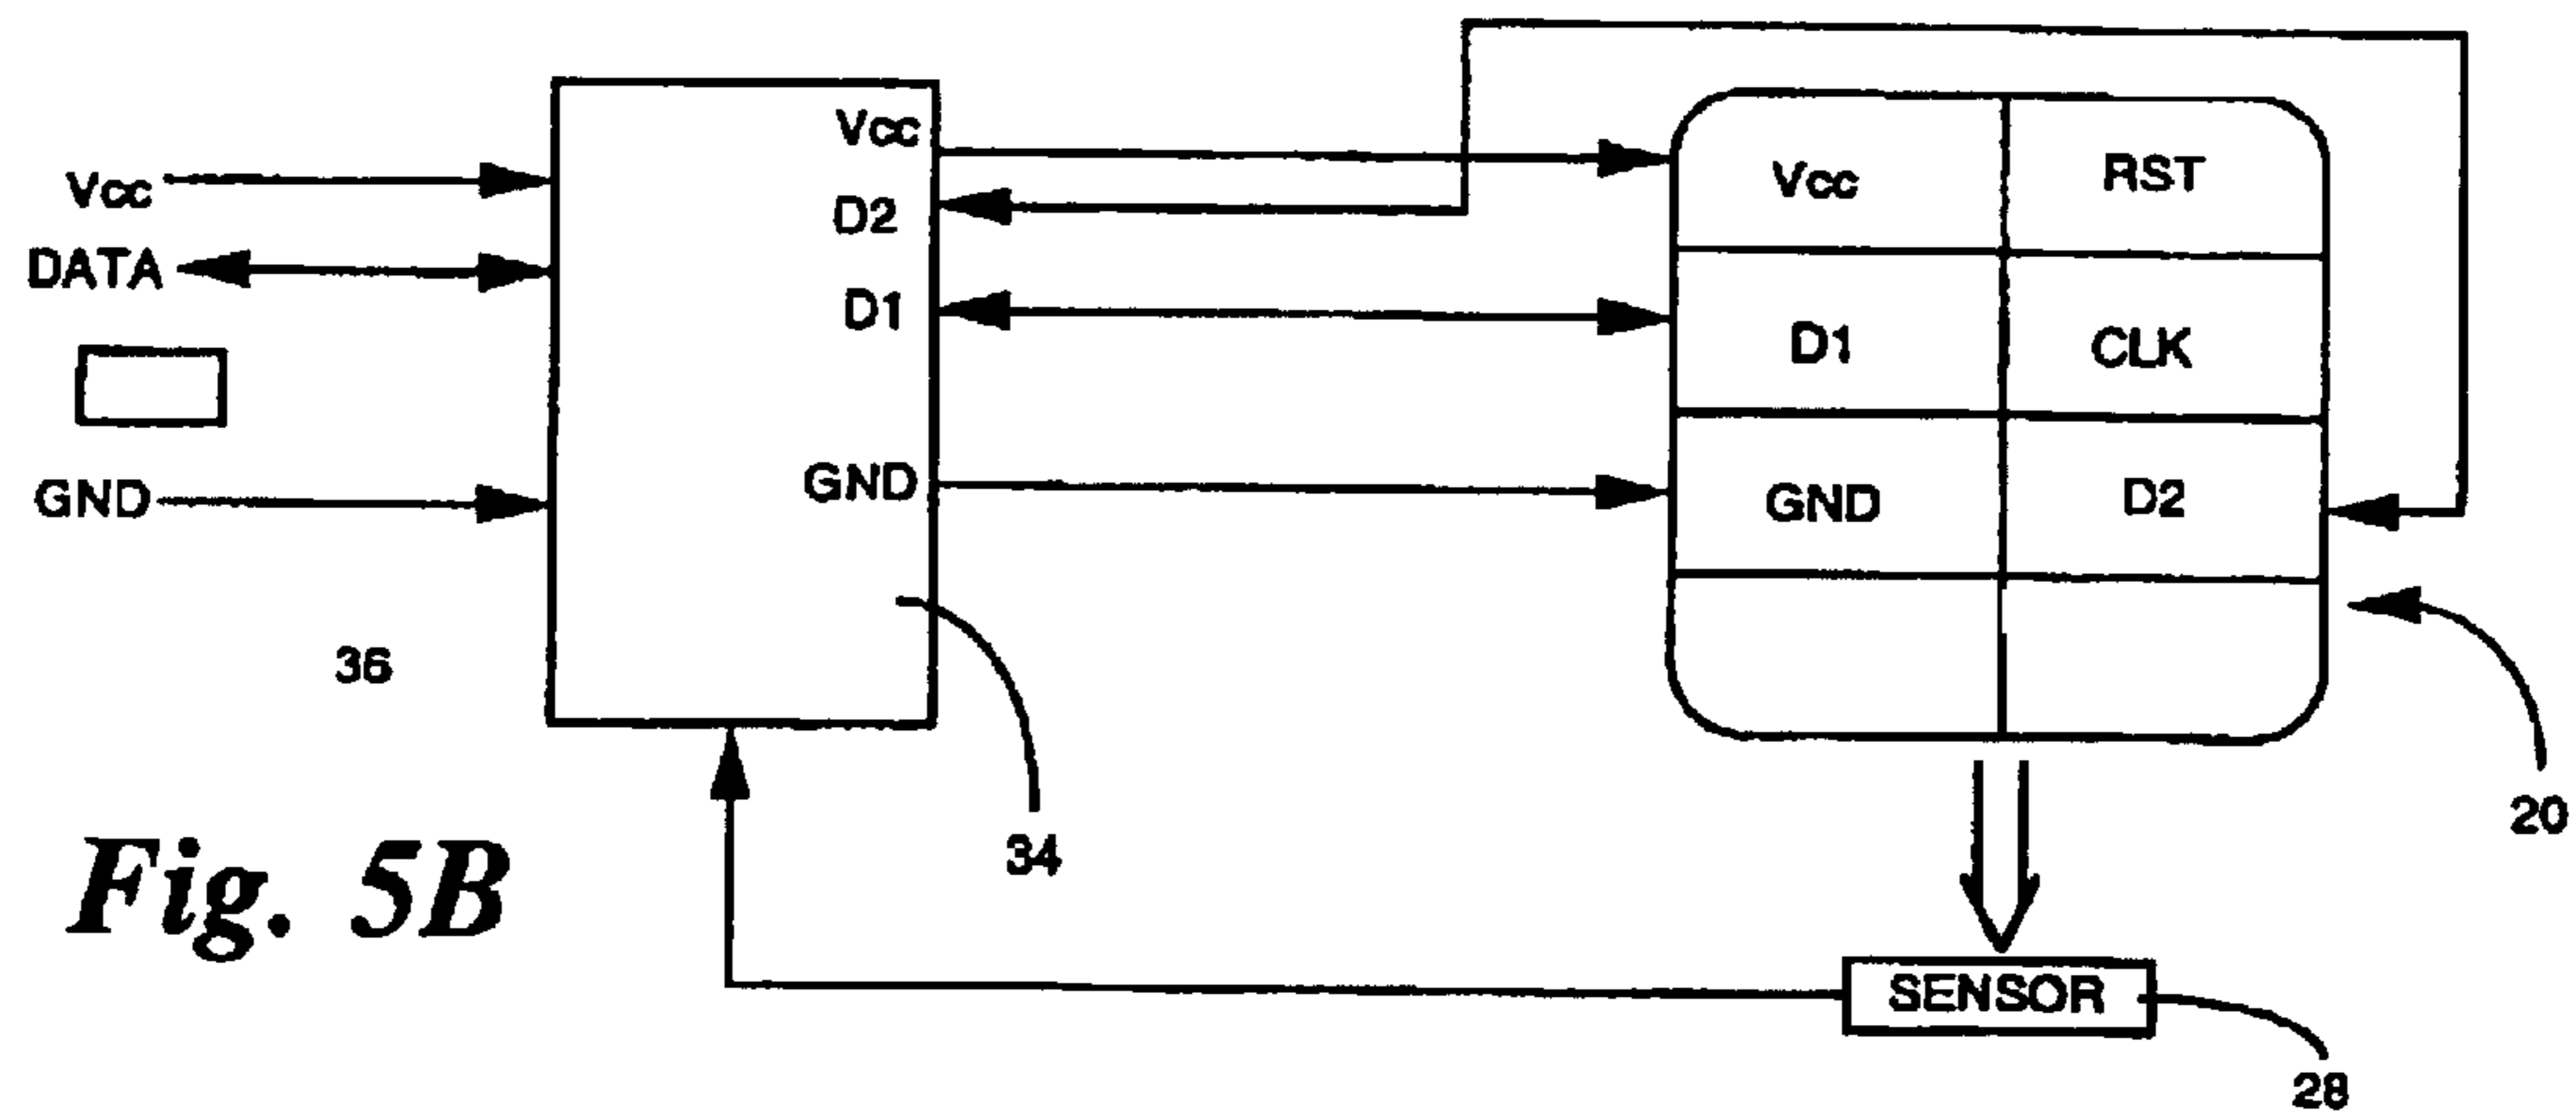 Vcc
DATA
GND
36
Vcc
D2
D1
GND
34
Vcc RST
D1 CLK
GND D2
20
SENSOR
28
Fig. 5B